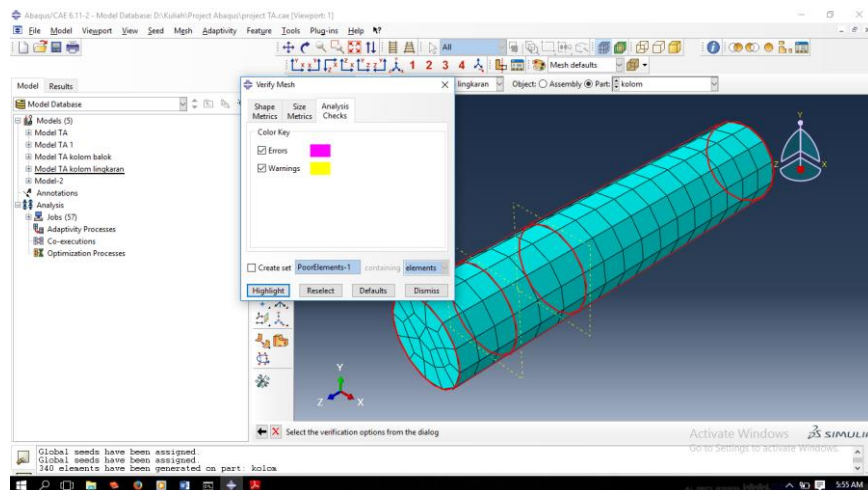 Abaqus/CAE 6.11-2 - Model Database: D:\Kuliah\Project Abaqus\project TA.cae [Viewport: 1]
File Model Viewport View Seed Mesh Adaptivity Feature Tools Plug-ins Help
All
1 2 3 4 Mesh defaults
Model Results
lingkaran Object: Assembly Part: kolom
Model Database
Models (5)
Model TA
Model TA 1
Model TA kolom balok
Model TA kolom lingkaran
Model-2
Annotations
Analysis
Jobs (57)
Adaptivity Processes
Co-executions
Optimization Processes
Verify Mesh
Shape Metrics
Size Metrics
Analysis Checks
Color Key
Errors
Warnings
Create set PoorElements-1 containing elements
Highlight Reselect Defaults Dismiss
Y
X
Z
Y
Z X
Select the verification options from the dialog
Activate Windows
Go to Settings to activate Windows.
SIMULIA
Global seeds have been assigned.
Global seeds have been assigned.
340 elements have been generated on part: kolom
5:55 AM